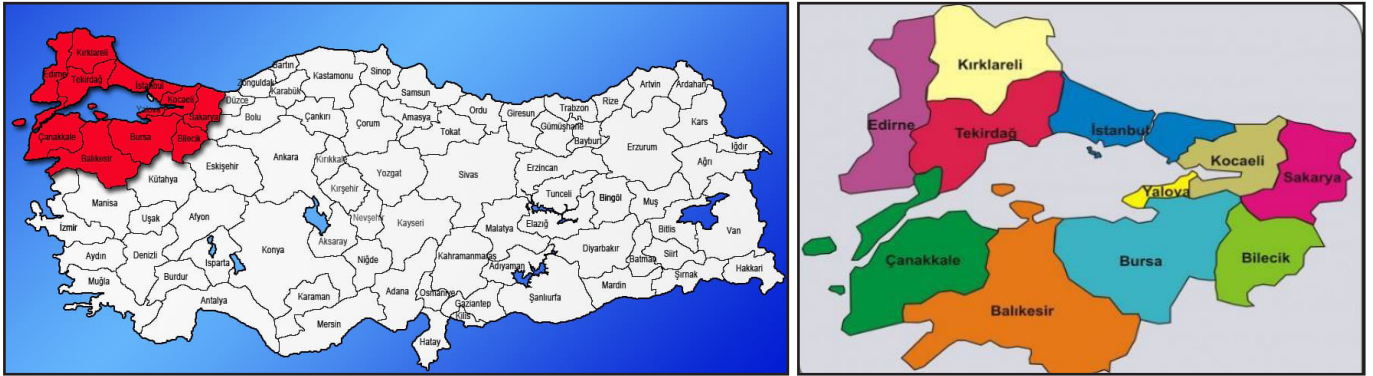 Kırktareli
Edirne
Tekirdağ
İstanbul
Kocaeli
Yalova
Sakarya
Çanakkale
Bursa
Bilecik
Balıkesir
Bartın
Zonguldak
Karabük
Kastamonu
Sinop
Düzce
Bolu
Çankırı
Samsun
Amasya
Çorum
Tokat
Ordu
Giresun
Trabzon
Rize
Artvin
Ardahan
Gümüşhane
Bayburt
Kars
Iğdır
Erzurum
Ağrı
Erzincan
Eskişehir
Ankara
Kırıkkale
Yozgat
Sivas
Kütahya
Kırşehir
Tunceli
Bingöl
Muş
Manisa
Uşak
Afyon
Nevşehir
Kayseri
Malatya
Elazığ
Bitlis
Van
İzmir
Aydın
Denizli
Isparta
Konya
Aksaray
Niğde
Kahramanmaraş
Adıyaman
Diyarbakır
Batman
Siirt
Şırnak
Hakkari
Muğla
Burdur
Antalya
Karaman
Mersin
Adana
Osmaniye
Gaziantep
Kilis
Şanlıurfa
Mardin
Hatay
Kırklareli
Edirne
Tekirdağ
İstanbul
Kocaeli
Yalova
Sakarya
Çanakkale
Bursa
Bilecik
Balıkesir